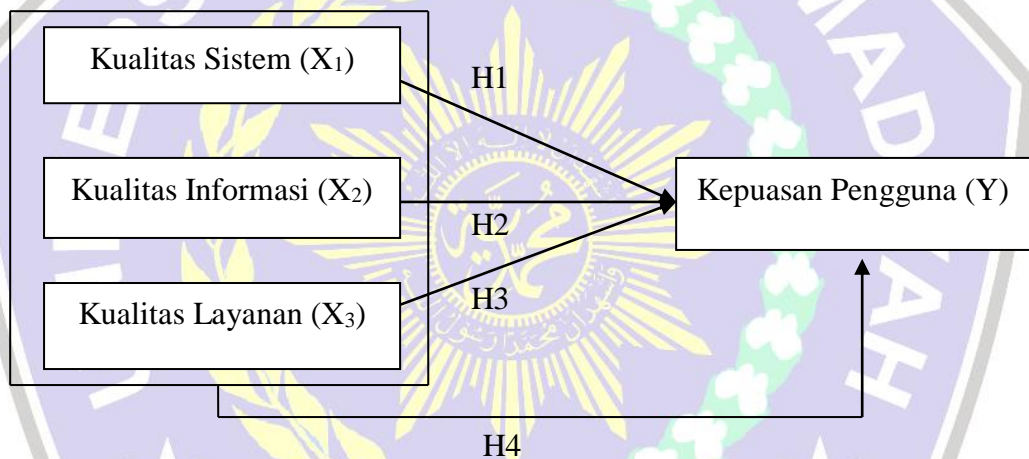 Kualitas Sistem (X₁)
H1
Kualitas Informasi (X₂)
Kepuasan Pengguna (Y)
H2
H3
Kualitas Layanan (X₃)
H4